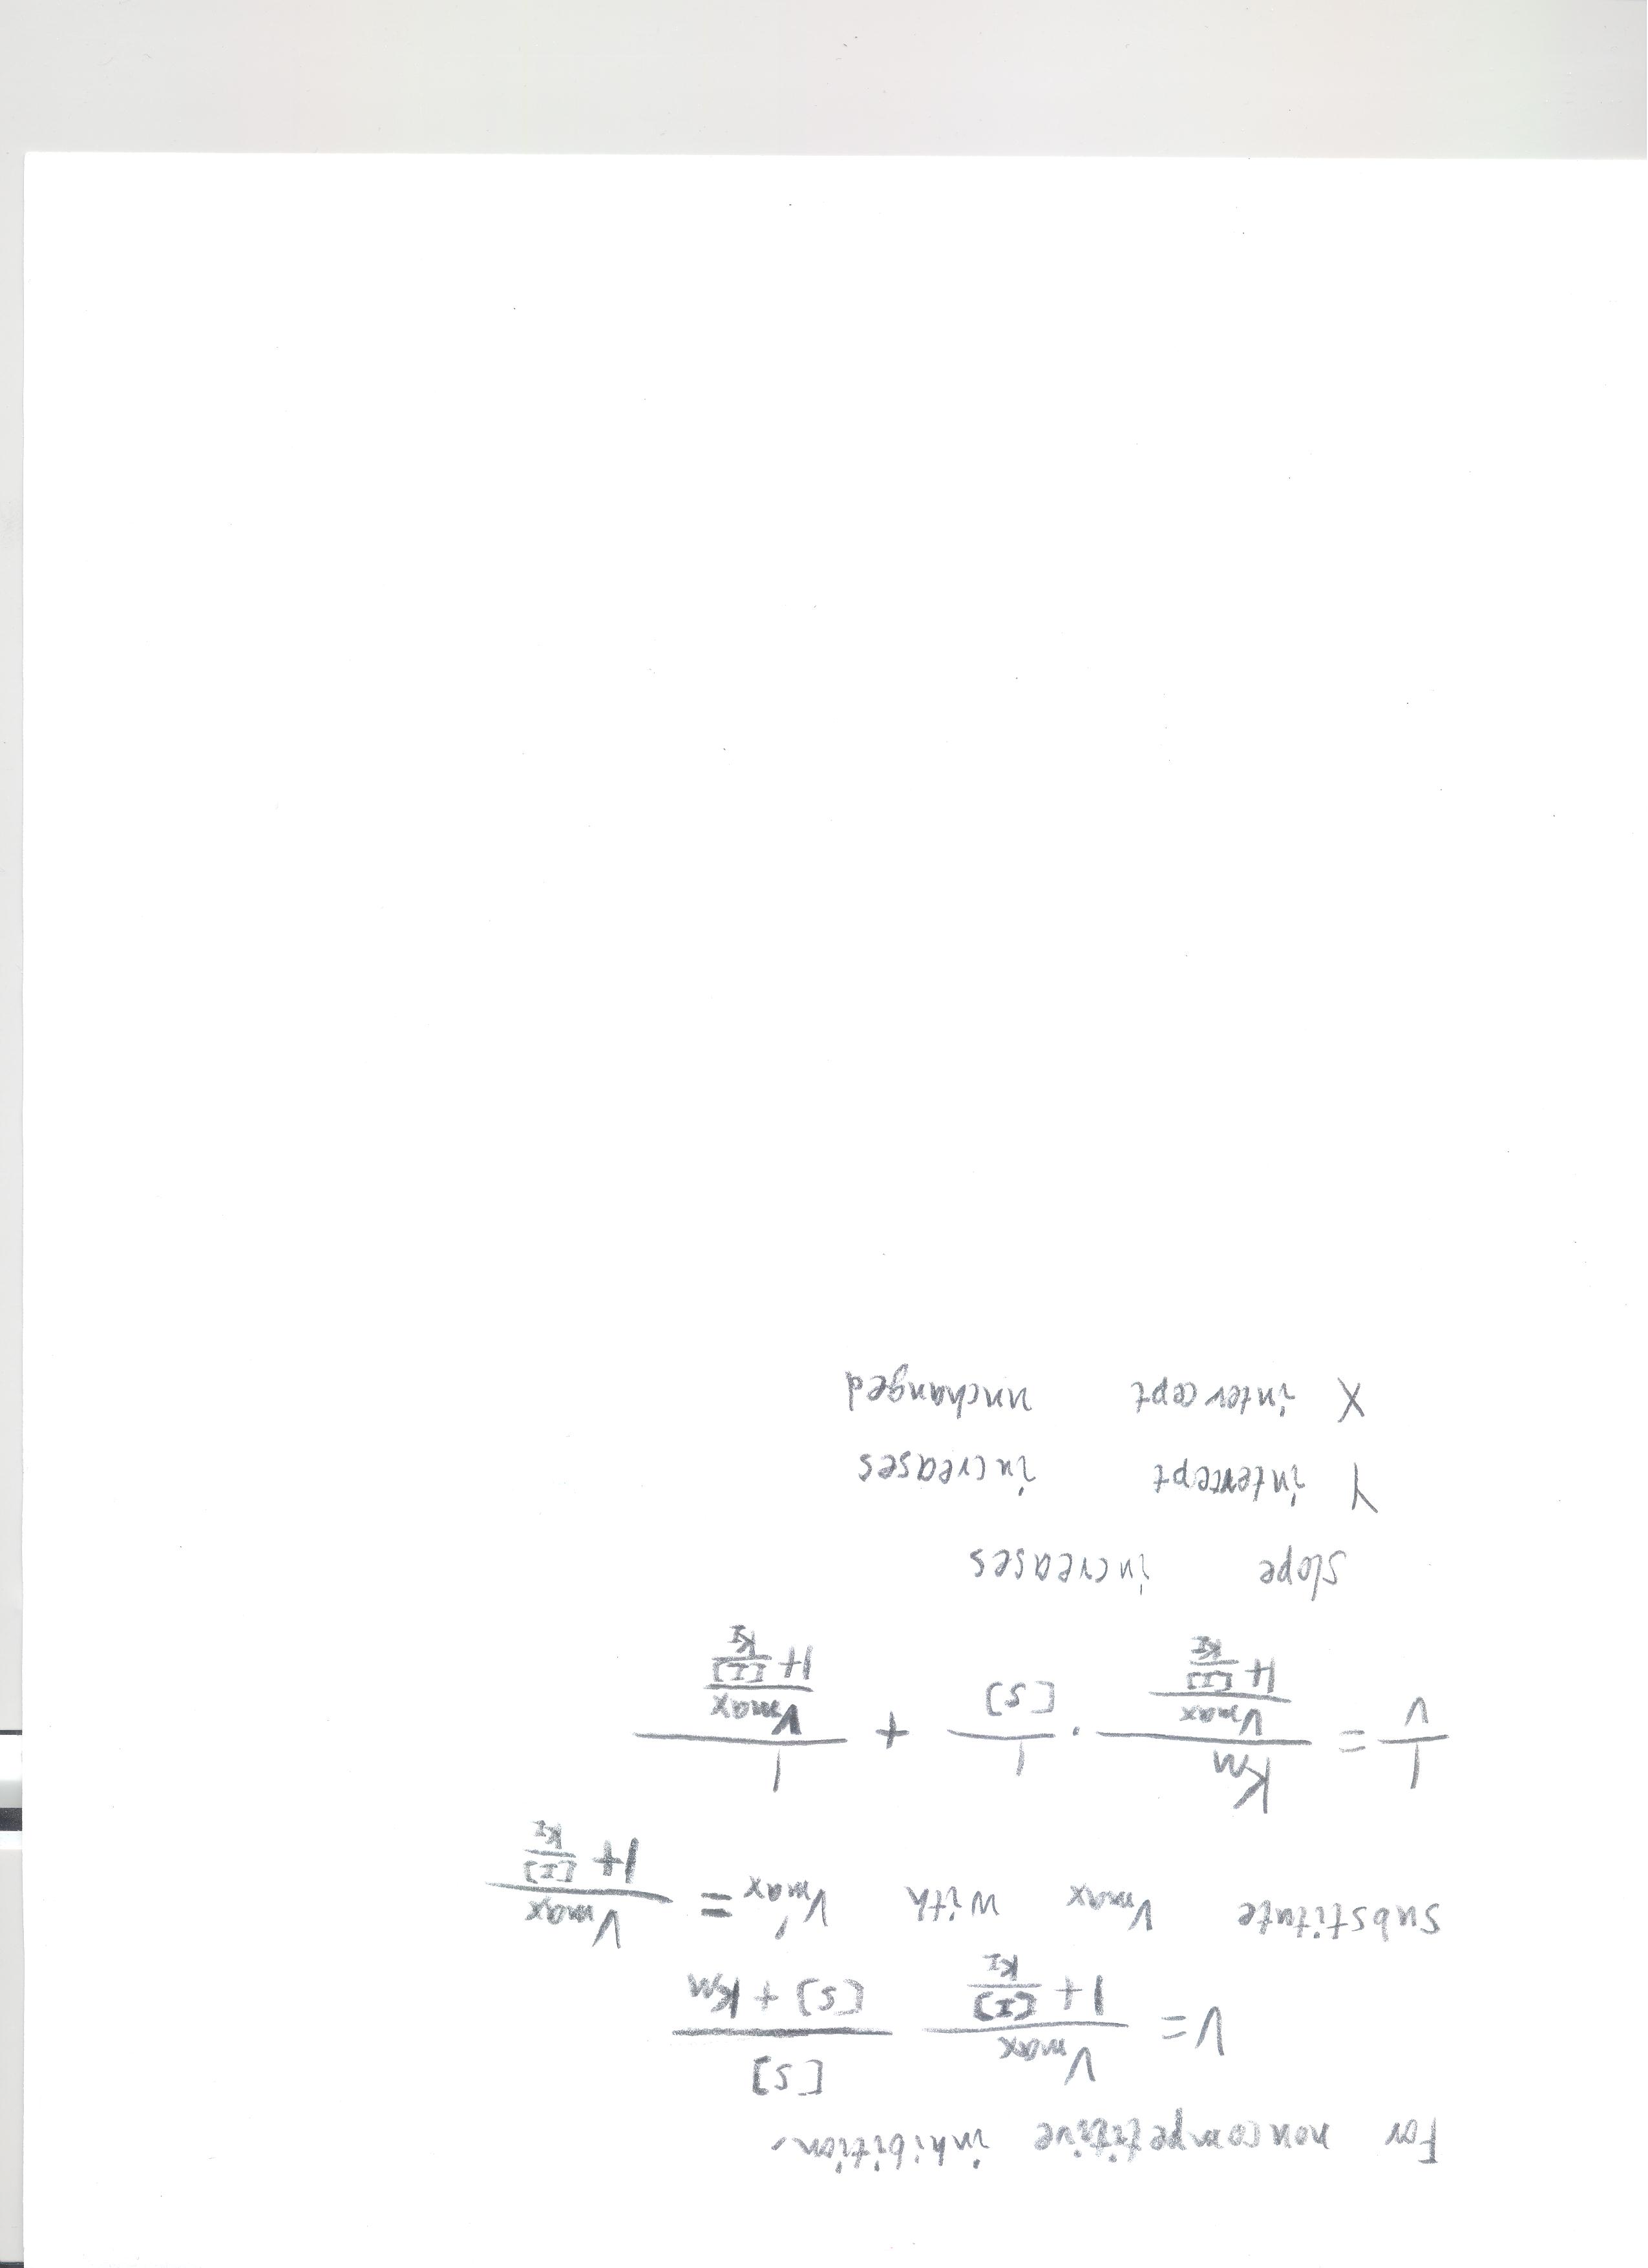 For noncompetitive inhibition,
V = \frac{V_{max}}{1+\frac{[I]}{K_I}} \frac{[S]}{[S]+K_M}
substitute V_{max} with V'_{max} = \frac{V_{max}}{1+\frac{[I]}{K_I}}
\frac{1}{V} = \frac{K_M}{\frac{V_{max}}{1+\frac{[I]}{K_I}}} \cdot \frac{1}{[S]} + \frac{1}{\frac{V_{max}}{1+\frac{[I]}{K_I}}}
slope increases
Y intercept increases
X intercept unchanged